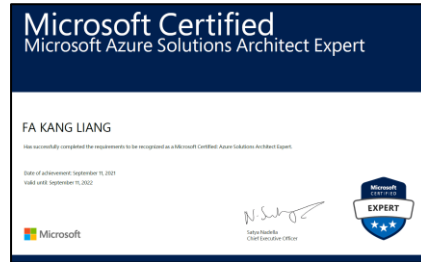 Microsoft Certified
Microsoft Azure Solutions Architect Expert
FA KANG LIANG
Has successfully completed the requirements to be recognized as a Microsoft Certified: Azure Solutions Architect Expert.
Date of achievement: September 11, 2021
Valid until: September 11, 2022
Microsoft
Satya Nadella
Chief Executive Officer
Microsoft
CERTIFIED
EXPERT